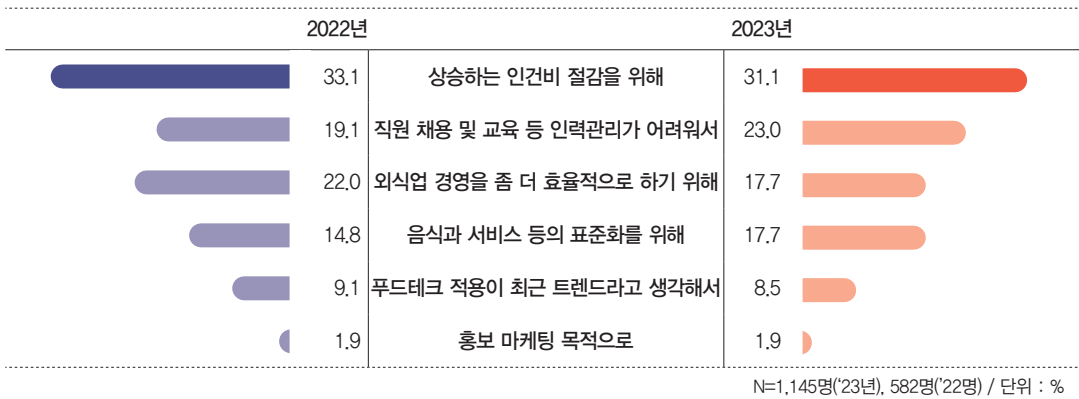 2022년 2023년
33.1 상승하는 인건비 절감을 위해 31.1
19.1 직원 채용 및 교육 등 인력관리가 어려워서 23.0
22.0 외식업 경영을 좀 더 효율적으로 하기 위해 17.7
14.8 음식과 서비스 등의 표준화를 위해 17.7
9.1 푸드테크 적용이 최근 트렌드라고 생각해서 8.5
1.9 홍보 마케팅 목적으로 1.9
N=1,145명(‘23년), 582명(’22명) / 단위 : %